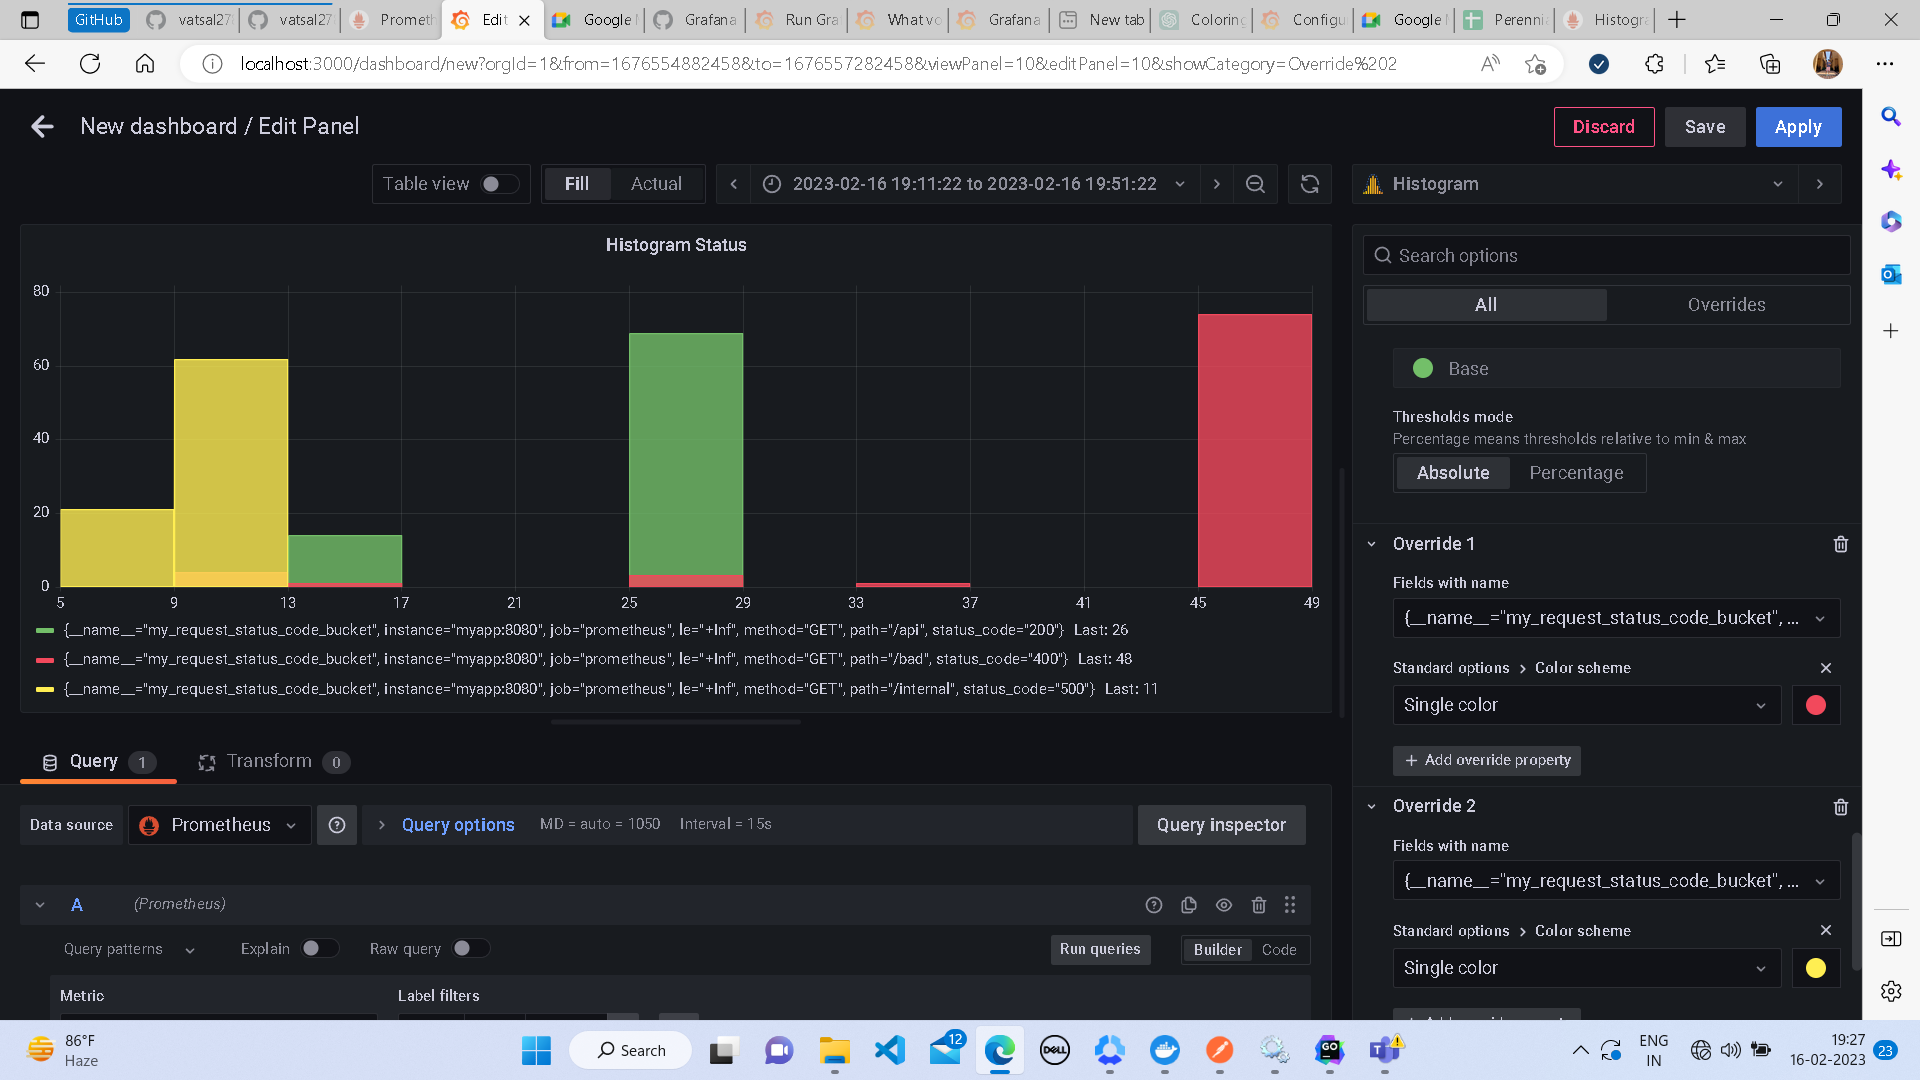 GitHub vatsal27 vatsal27 Prometh Edit Google Grafana Run Gra What vo Grafana New tab Coloring Configu Google Perenni Histogra
localhost:3000/dashboard/new?orgId=1&from=1676554882458&to=1676557282458&viewPanel=10&editPanel=10&showCategory=Override%202
New dashboard / Edit Panel
Discard Save Apply
Table view Fill Actual 2023-02-16 19:11:22 to 2023-02-16 19:51:22 Histogram
Histogram Status
80
60
40
20
0
5 9 13 17 21 25 29 33 37 41 45 49
{__name__="my_request_status_code_bucket", instance="myapp:8080", job="prometheus", le="+Inf", method="GET", path="/api", status_code="200"} Last: 26
{__name__="my_request_status_code_bucket", instance="myapp:8080", job="prometheus", le="+Inf", method="GET", path="/bad", status_code="400"} Last: 48
{__name__="my_request_status_code_bucket", instance="myapp:8080", job="prometheus", le="+Inf", method="GET", path="/internal", status_code="500"} Last: 11
Search options
All Overrides
Base
Thresholds mode
Percentage means thresholds relative to min & max
Absolute Percentage
Override 1
Fields with name
{__name__="my_request_status_code_bucket", ...
Standard options > Color scheme
Single color
+ Add override property
Override 2
Fields with name
{__name__="my_request_status_code_bucket", ...
Standard options > Color scheme
Single color
Query 1 Transform 0
Data source Prometheus Query options MD = auto = 1050 Interval = 15s Query inspector
A (Prometheus)
Query patterns Explain Raw query Run queries Builder Code
Metric Label filters
86°F
Haze
Search
12
DELL
GO
ENG
IN
19:27
16-02-2023
23